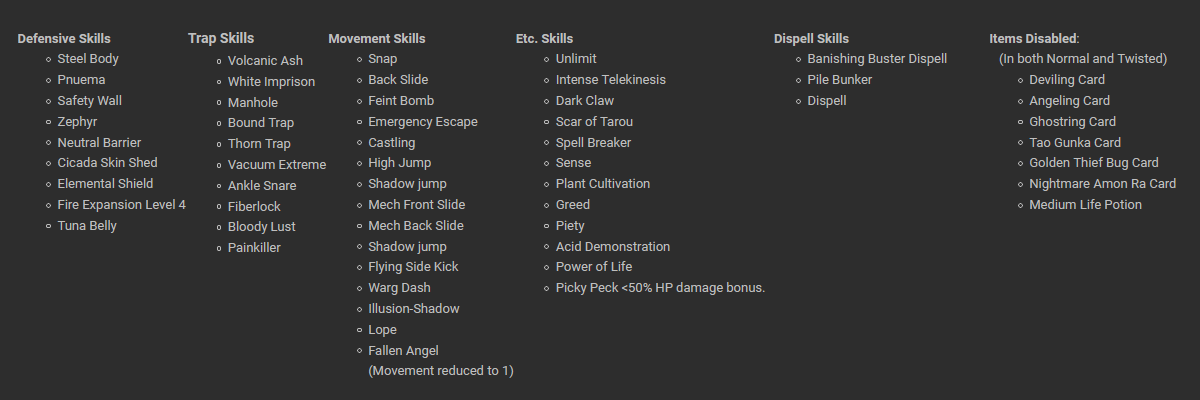 Defensive Skills
Steel Body
Pnuema
Safety Wall
Zephyr
Neutral Barrier
Cicada Skin Shed
Elemental Shield
Fire Expansion Level 4
Tuna Belly
Trap Skills
Volcanic Ash
White Imprison
Manhole
Bound Trap
Thorn Trap
Vacuum Extreme
Ankle Snare
Fiberlock
Bloody Lust
Painkiller
Movement Skills
Snap
Back Slide
Feint Bomb
Emergency Escape
Castling
High Jump
Shadow jump
Mech Front Slide
Mech Back Slide
Shadow jump
Flying Side Kick
Warg Dash
Illusion-Shadow
Lope
Fallen Angel
(Movement reduced to 1)
Etc. Skills
Unlimit
Intense Telekinesis
Dark Claw
Scar of Tarou
Spell Breaker
Sense
Plant Cultivation
Greed
Piety
Acid Demonstration
Power of Life
Picky Peck <50% HP damage bonus.
Dispell Skills
Banishing Buster Dispell
Pile Bunker
Dispell
Items Disabled:
(In both Normal and Twisted)
Deviling Card
Angeling Card
Ghostring Card
Tao Gunka Card
Golden Thief Bug Card
Nightmare Amon Ra Card
Medium Life Potion